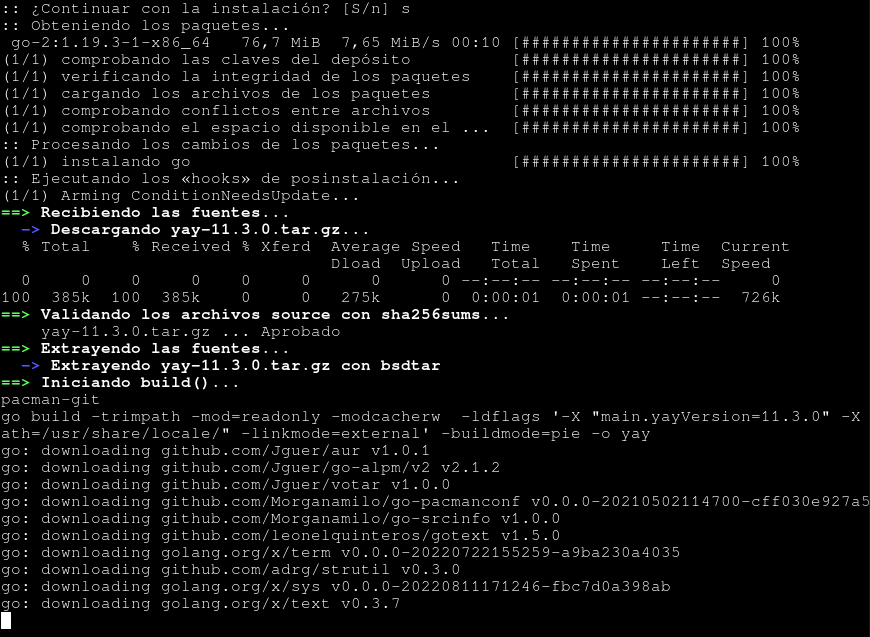 :: ¿Continuar con la instalación? [S/n] s
:: Obteniendo los paquetes...
 go-2:1.19.3-1-x86_64   76,7 MiB  7,65 MiB/s 00:10 [######################] 100%
(1/1) comprobando las claves del depósito          [######################] 100%
(1/1) verificando la integridad de los paquetes    [######################] 100%
(1/1) cargando los archivos de los paquetes        [######################] 100%
(1/1) comprobando conflictos entre archivos        [######################] 100%
(1/1) comprobando el espacio disponible en el ...  [######################] 100%
:: Procesando los cambios de los paquetes...
(1/1) instalando go                                [######################] 100%
:: Ejecutando los «hooks» de posinstalación...
(1/1) Arming ConditionNeedsUpdate...
==> Recibiendo las fuentes...
  -> Descargando yay-11.3.0.tar.gz...
  % Total    % Received % Xferd  Average Speed   Time    Time     Time  Current
                                 Dload  Upload   Total   Spent    Left  Speed
  0     0    0     0    0     0      0      0 --:--:-- --:--:-- --:--:--     0
100  385k  100  385k    0     0   275k      0  0:00:01  0:00:01 --:--:--  726k
==> Validando los archivos source con sha256sums...
    yay-11.3.0.tar.gz ... Aprobado
==> Extrayendo las fuentes...
  -> Extrayendo yay-11.3.0.tar.gz con bsdtar
==> Iniciando build()...
pacman-git
go build -trimpath -mod=readonly -modcacherw  -ldflags '-X "main.yayVersion=11.3.0" -X
ath=/usr/share/locale/" -linkmode=external' -buildmode=pie -o yay
go: downloading github.com/Jguer/aur v1.0.1
go: downloading github.com/Jguer/go-alpm/v2 v2.1.2
go: downloading github.com/Jguer/votar v1.0.0
go: downloading github.com/Morganamilo/go-pacmanconf v0.0.0-20210502114700-cff030e927a5
go: downloading github.com/Morganamilo/go-srcinfo v1.0.0
go: downloading github.com/leonelquinteros/gotext v1.5.0
go: downloading golang.org/x/term v0.0.0-20220722155259-a9ba230a4035
go: downloading github.com/adrg/strutil v0.3.0
go: downloading golang.org/x/sys v0.0.0-20220811171246-fbc7d0a398ab
go: downloading golang.org/x/text v0.3.7